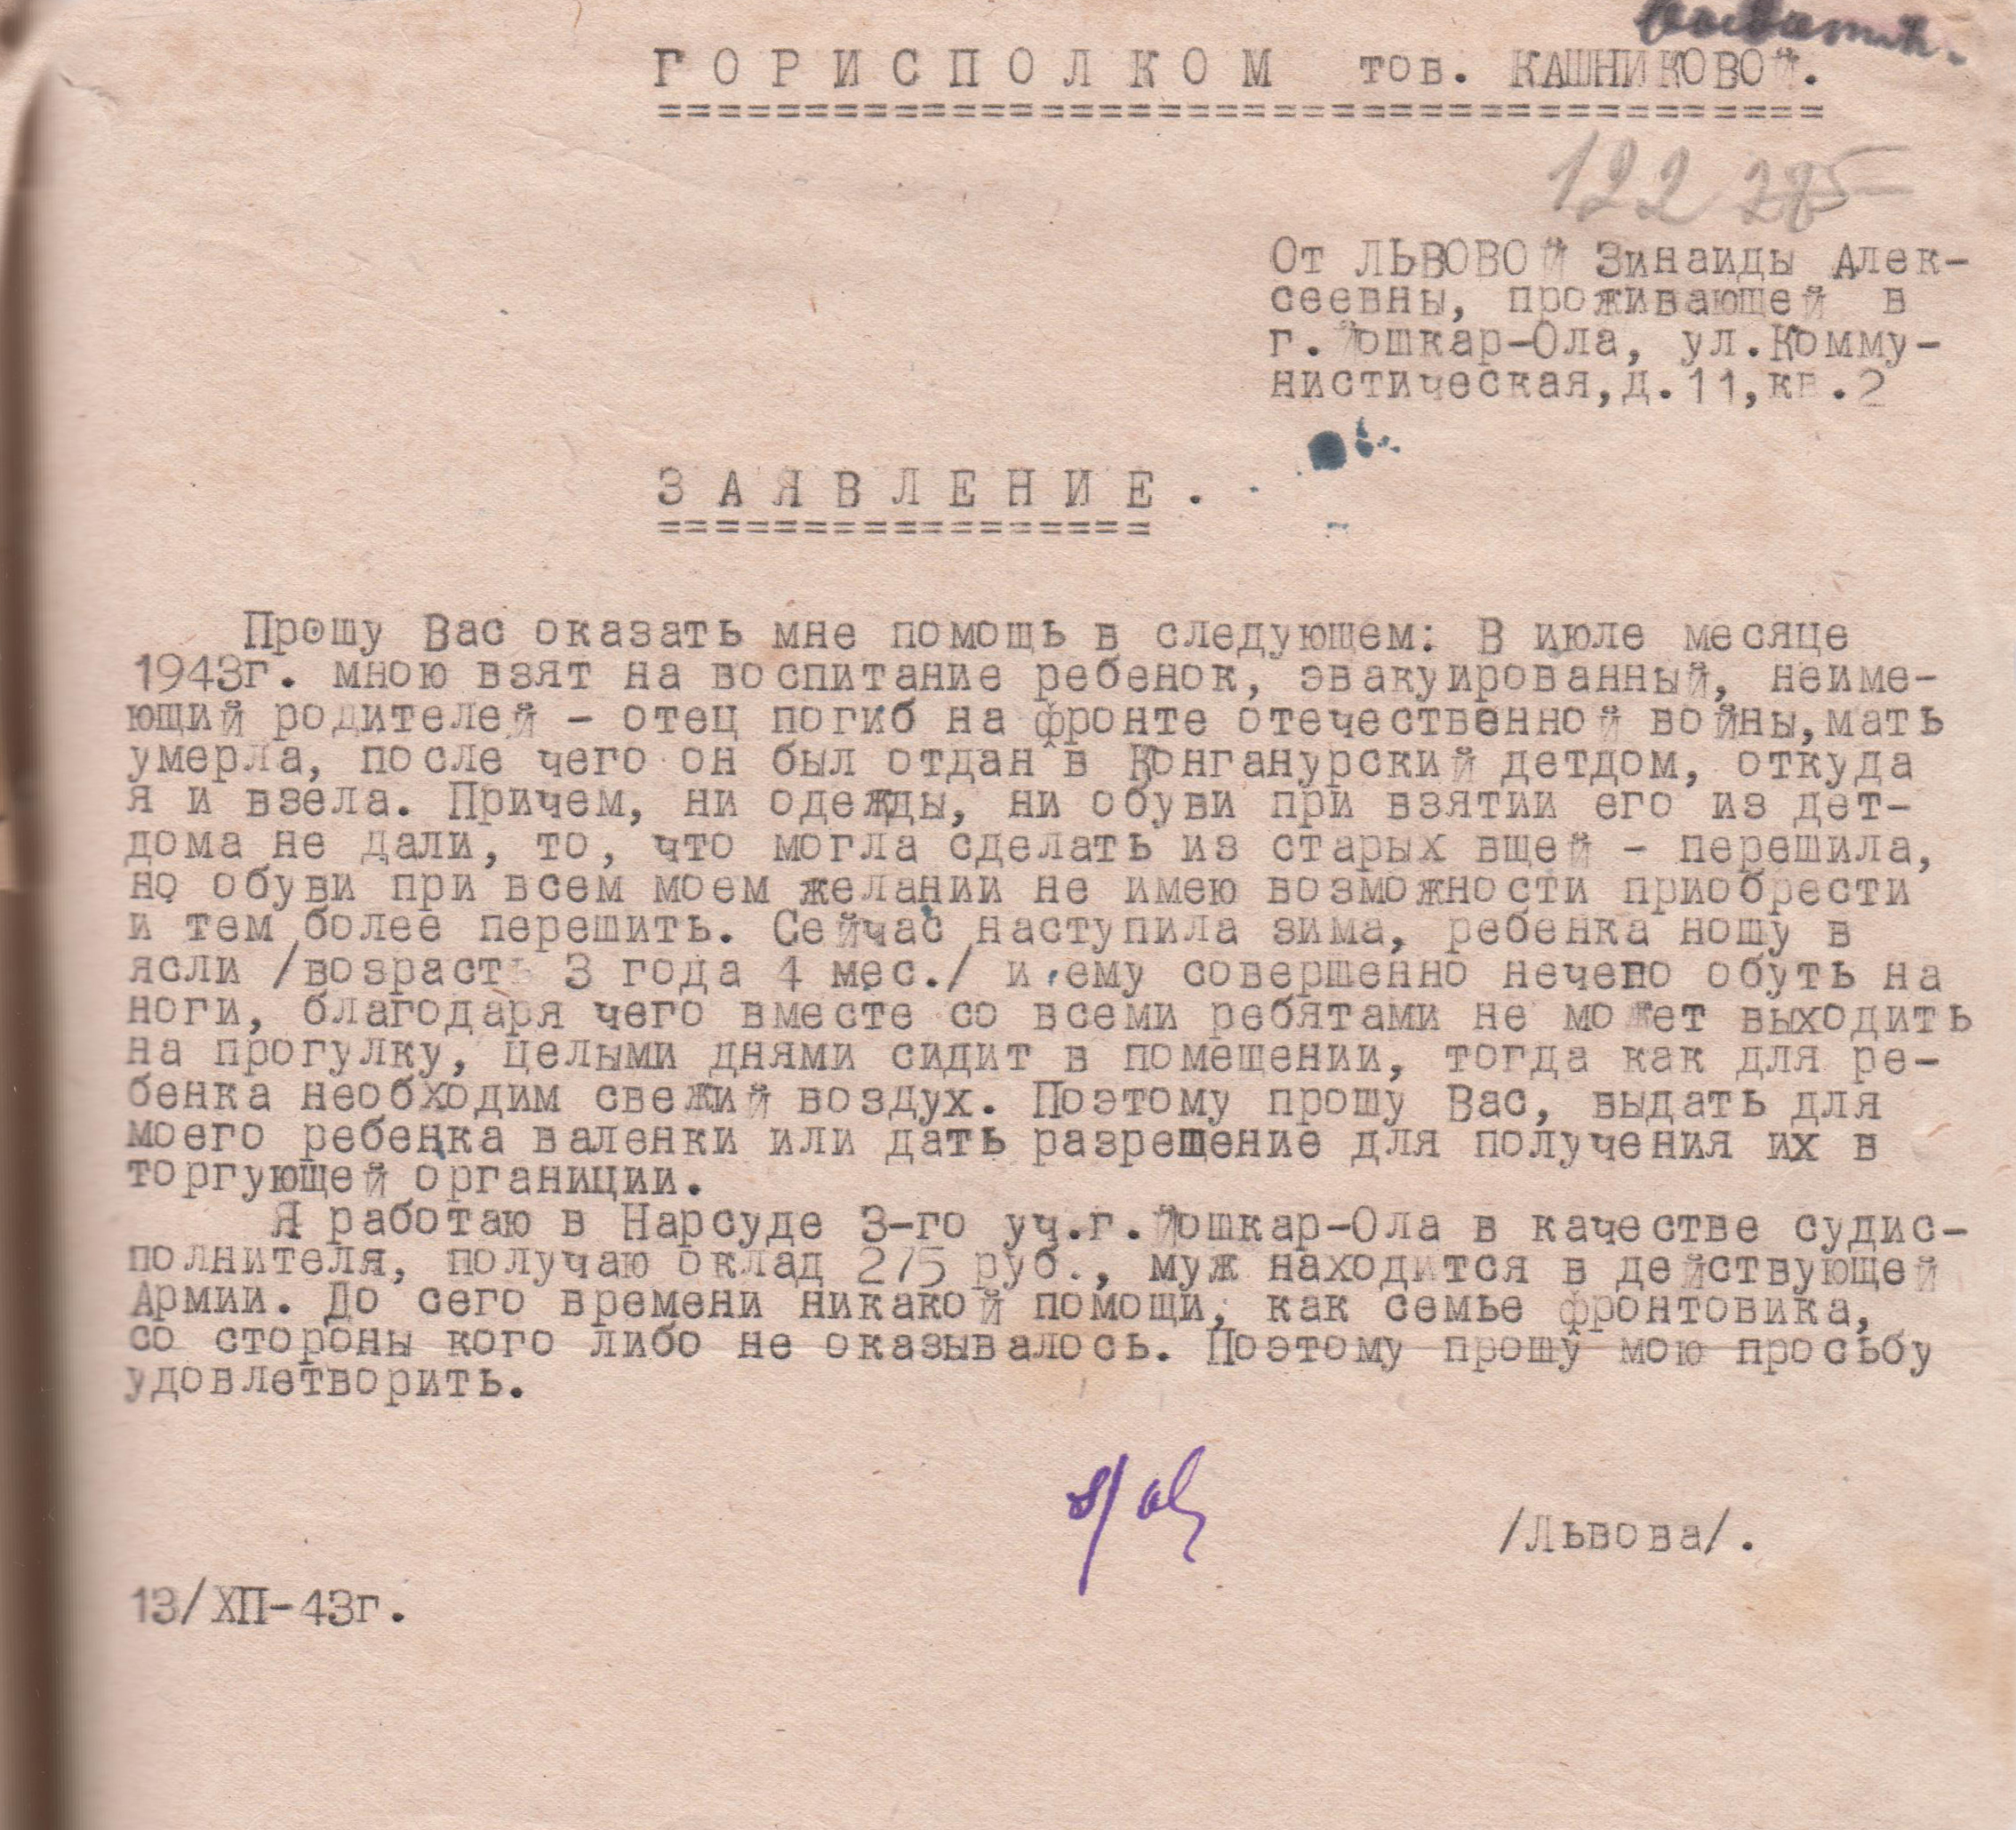 ГОРИСПОЛКОМ тов. КАШНИКОВОЙ.
122
От ЛЬВОВОЙ Зинаиды Алек-
сеевны, проживающей в
г.Йошкар-Ола, ул.Комму-
нистическая,д.11,кв.2
ЗАЯВЛЕНИЕ.
Прошу Вас оказать мне помощь в следующем: В июле месяце
1943г. мною взят на воспитание ребенок, эвакуированный, неиме-
ющий родителей - отец погиб на фронте отечественной войны,мать
умерла, после чего он был отдан в Конганурский детдом, откуда
я и взела. Причем, ни одежды, ни обуви при взятии его из дет-
дома не дали, то, что могла сделать из старых вщей - перешила,
но обуви при всем моем желании не имею возможности приобрести
и тем более перешить. Сейчас наступила зима, ребенка ношу в
ясли /возрастъ 3 года 4 мес./ и ему совершенно нечего обуть на
ноги, благодаря чего вместе со всеми ребятами не может выходить
на прогулку, целыми днями сидит в помещении, тогда как для ре-
бенка необходим свежий воздух. Поэтому прошу Вас, выдать для
моего ребенка валенки или дать разрешение для получения их в
торгующей органиции.
Я работаю в Нарсуде 3-го уч.г.Йошкар-Ола в качестве судис-
полнителя, получаю оклад 275 руб., муж находится в действующей
Армии. До сего времени никакой помощи, как семье фронтовика,
со стороны кого либо не оказывалось. Поэтому прошу мою просьбу
удовлетворить.
/Львова/.
13/ХП-43г.